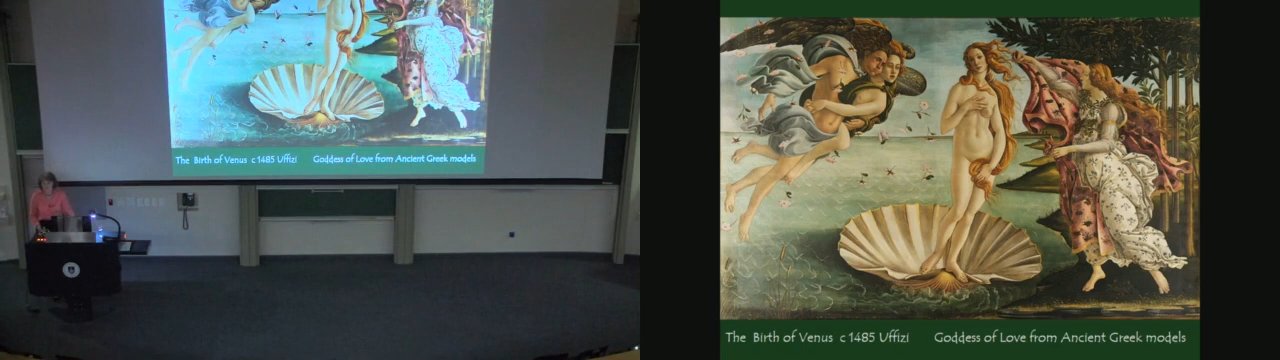 The Birth of Venus c 1485 Uffizi Goddess of Love from Ancient Greek models
The Birth of Venus c 1485 Uffizi Goddess of Love from Ancient Greek models